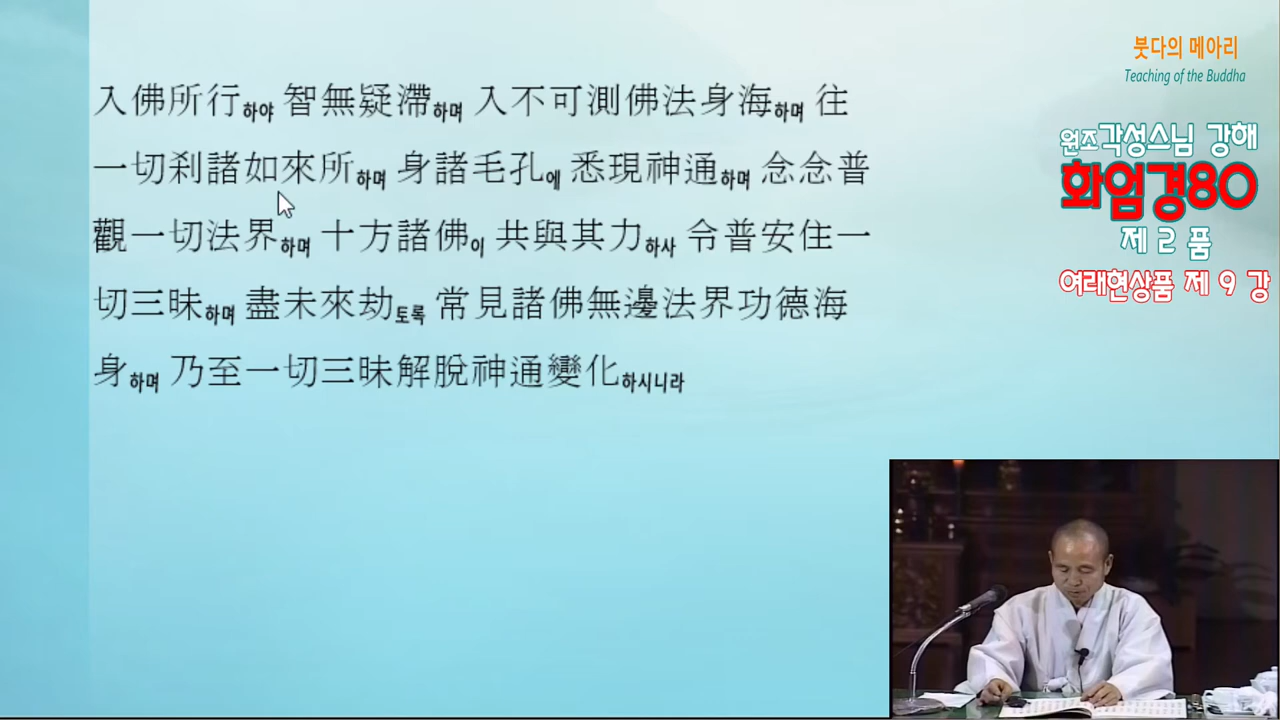 入佛所行하야 智無疑滯하며 入不可測佛法身海하며 往
一切刹諸如來所하며 身諸毛孔에 悉現神通하며 念念普
觀一切法界하며 十方諸佛이 共與其力하사 令普安住一
切三昧하며 盡未來劫토록 常見諸佛無邊法界功德海
身하며 乃至一切三昧解脫神通變化하시니라
붓다의 메아리
Teaching of the Buddha
원조각성스님 강해
화엄경80
제 2 품
여래현상품 제 9 강